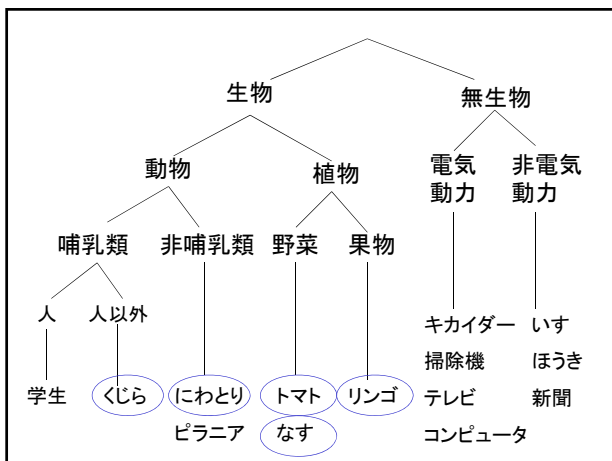 生物 無生物
動物 植物 電気動力 非電気動力
哺乳類 非哺乳類 野菜 果物
人 人以外 キカイダー いす
掃除機 ほうき
学生 くじら にわとり トマト リンゴ テレビ 新聞
ピラニア なす コンピュータ